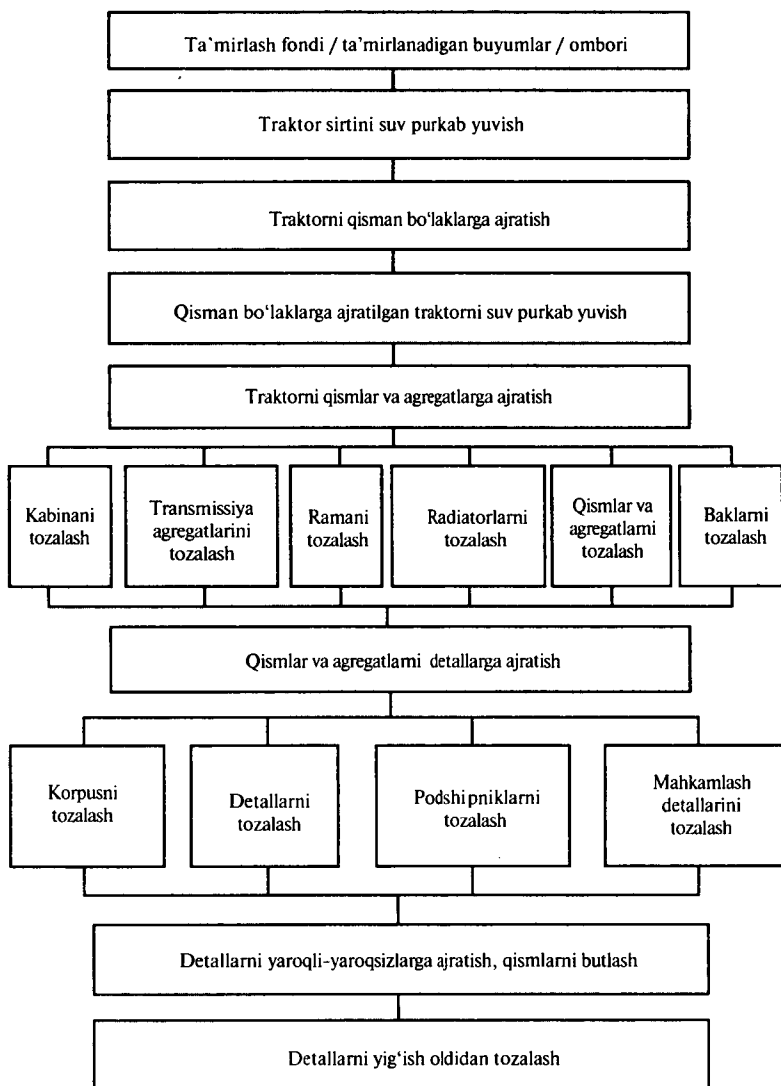 Ta`mirlash fondi / ta’mirlanadigan buyumlar / ombori
Traktor sirtini suv purkab yuvish
Traktorni qisman bo‘laklarga ajratish
Qisman bo‘laklarga ajratilgan traktorni suv purkab yuvish
Traktorni qismlar va agregatlarga ajratish
Kabinani
tozalash
Transmissiya
agregatlarini
tozalash
Ramani
tozalash
Radiatorlarni
tozalash
Qismlar va
agregatlarni
tozalash
Baklarni
tozalash
Qismlar va agregatlarni detallarga ajratish
Korpusni
tozalash
Detallarni
tozalash
Podshipniklarni
tozalash
Mahkamlash
detallarini
tozalash
Detallarni yaroqli-yaroqsizlarga ajratish, qismlarni butlash
Detallarni yig‘ish oldidan tozalash